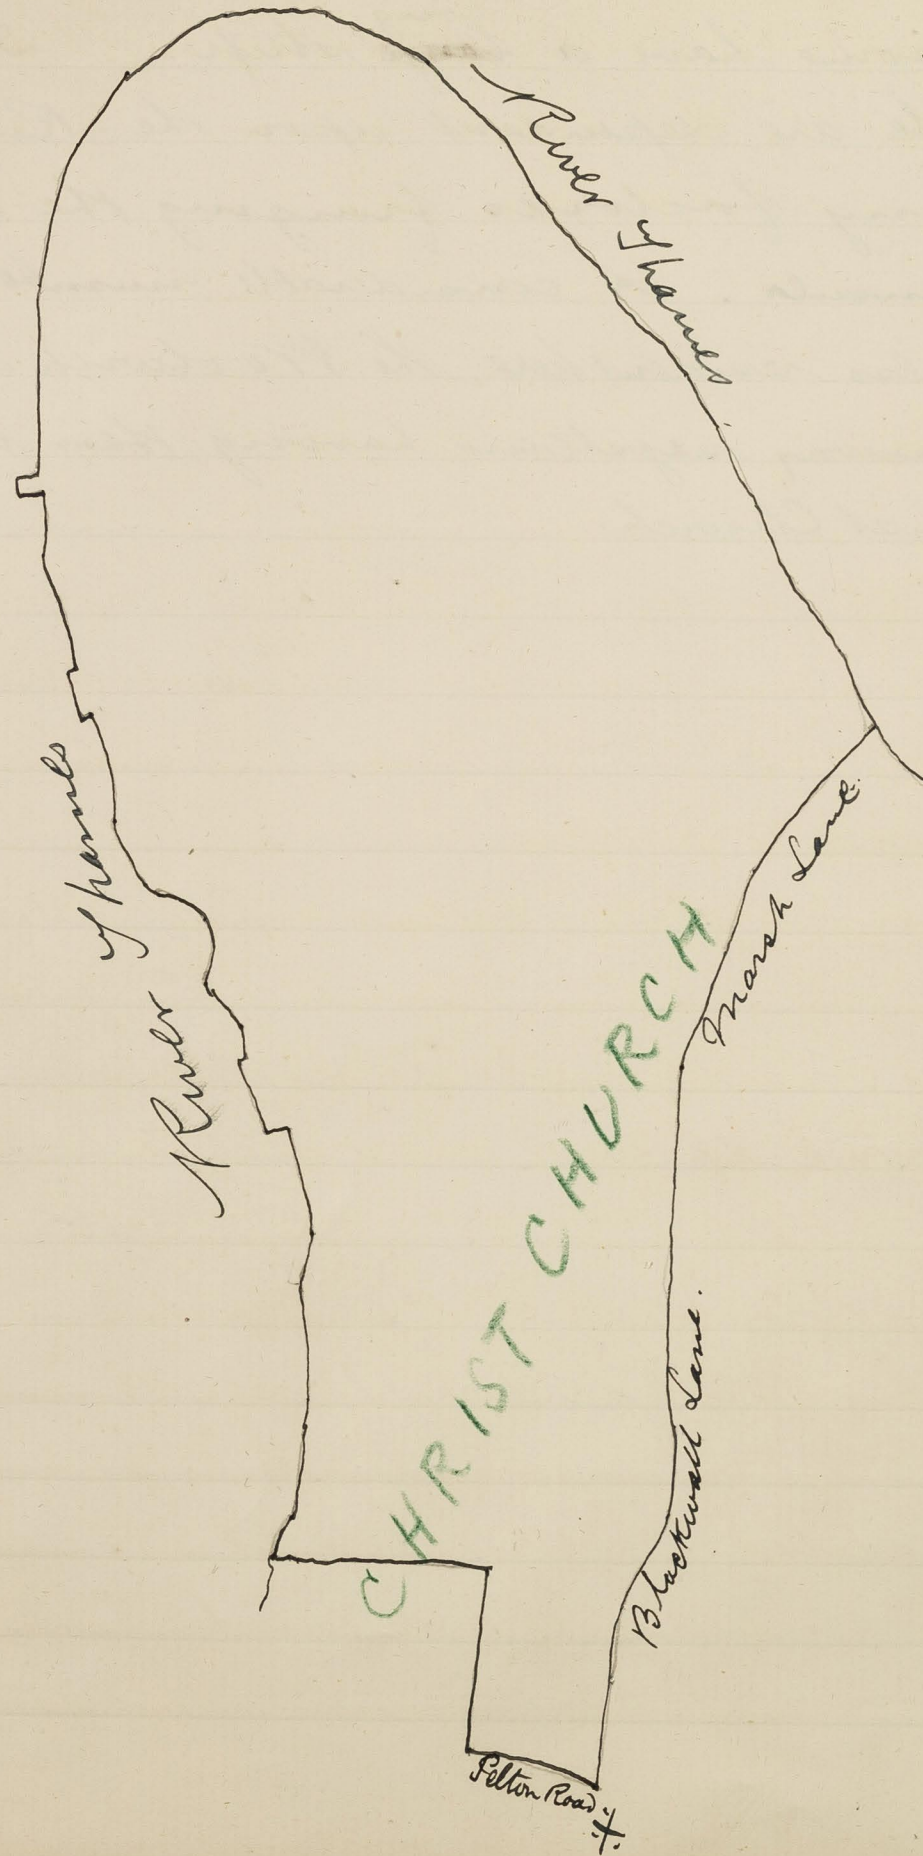 River Thames
River Thames
Marsh Lane.
CHRIST CHURCH
Blackwall Lane.
Pelton Road